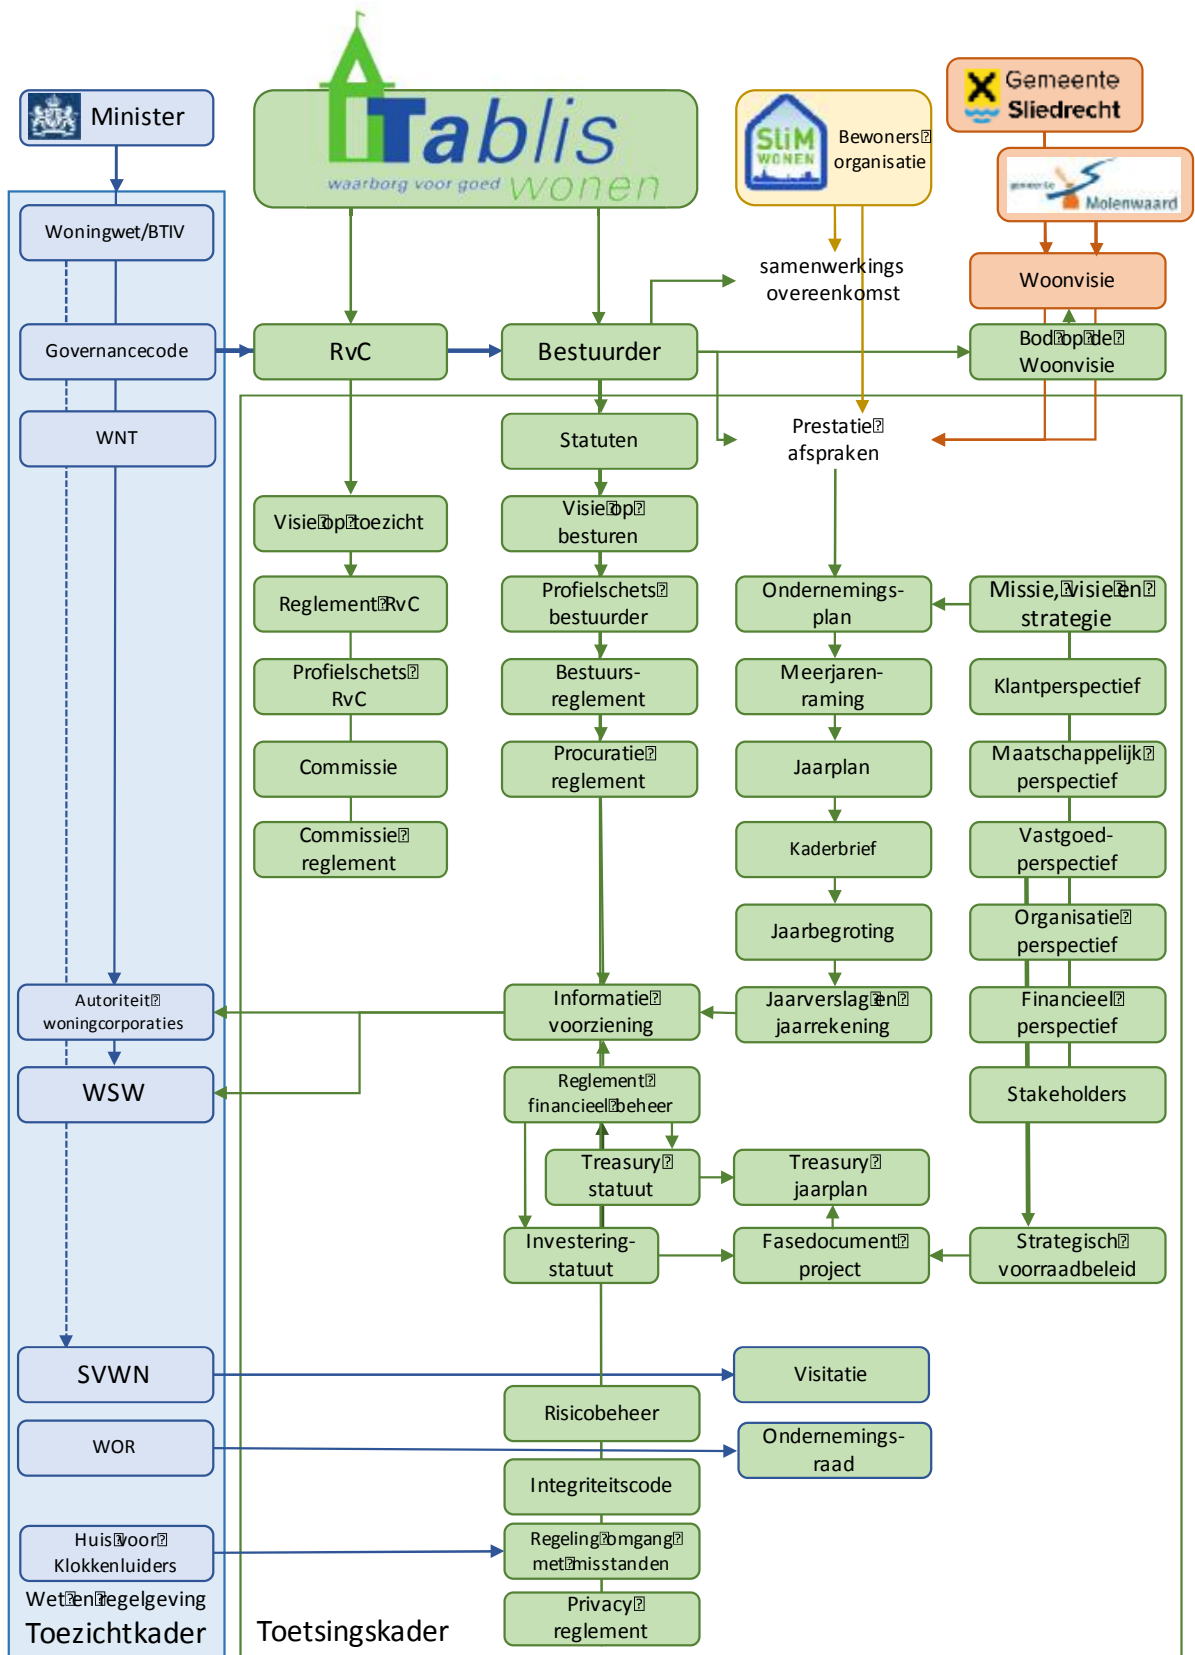 Minister
Tablis
waarborg voor goed wonen
SLIM
WONEN
Bewoners
organisatie
Gemeente
Sliedrecht
gemeente
Molenwaard
Woningwet/BTIV
samenwerkings
overeenkomst
Woonvisie
Governancecode
RvC
Bestuurder
Bod op de
Woonvisie
WNT
Statuten
Prestatie
afspraken
Visie op toezicht
Visie op
besturen
Reglement RvC
Profielschets
bestuurder
Ondernemings-
plan
Missie, visie en
strategie
Profielschets
RvC
Bestuurs-
reglement
Meerjaren-
raming
Klantperspectief
Commissie
Procuratie
reglement
Jaarplan
Maatschappelijk
perspectief
Commissie
reglement
Kaderbrief
Vastgoed-
perspectief
Jaarbegroting
Organisatie
perspectief
Autoriteit
woningcorporaties
Informatie
voorziening
Jaarverslag en
jaarrekening
Financieel
perspectief
WSW
Reglement
financieel beheer
Stakeholders
Treasury
statuut
Treasury
jaarplan
Investering-
statuut
Fasedocument
project
Strategisch
voorraadbeleid
SVWN
Visitatie
Risicobeheer
WOR
Ondernemings-
raad
Integriteitscode
Huis voor
Klokkenluiders
Regeling omgang
met misstanden
Wet en regelgeving
Toezichtkader
Toetsingskader
Privacy
reglement